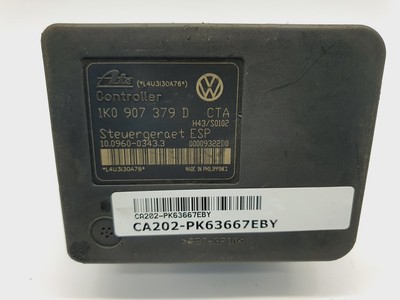 Ate (*L4U3I30A76*)
Controller
1K0 907 379 D CTA
H43/S0102
Steuergeraet ESP
10.0960-0343.3 00009322D0
*L4U3I30A76* MADE IN PHILIPPINES
CA202-PK63667EBY
CA202-PK63667EBY